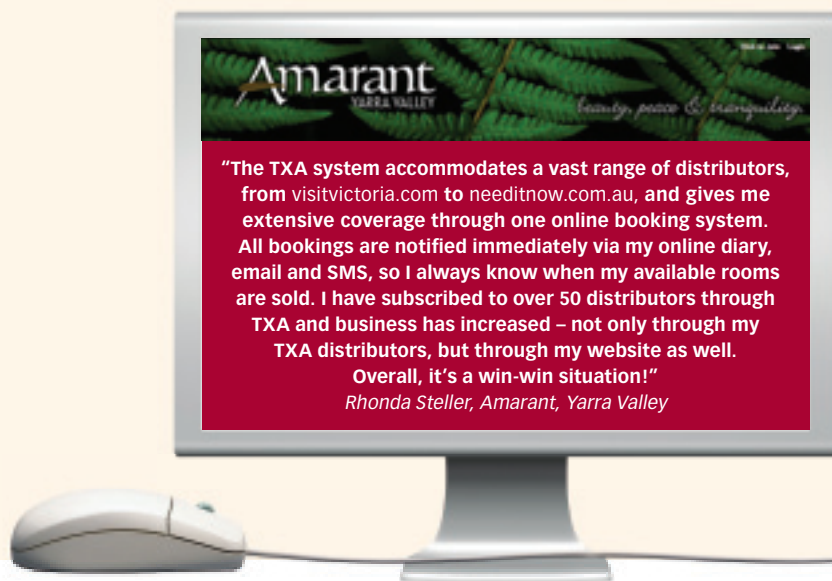 Amarant
YARRA VALLEY
beauty, peace & tranquility.
“The TXA system accommodates a vast range of distributors,
from visitvictoria.com to needitnow.com.au, and gives me
extensive coverage through one online booking system.
All bookings are notified immediately via my online diary,
email and SMS, so I always know when my available rooms
are sold. I have subscribed to over 50 distributors through
TXA and business has increased – not only through my
TXA distributors, but through my website as well.
Overall, it’s a win-win situation!”
Rhonda Steller, Amarant, Yarra Valley